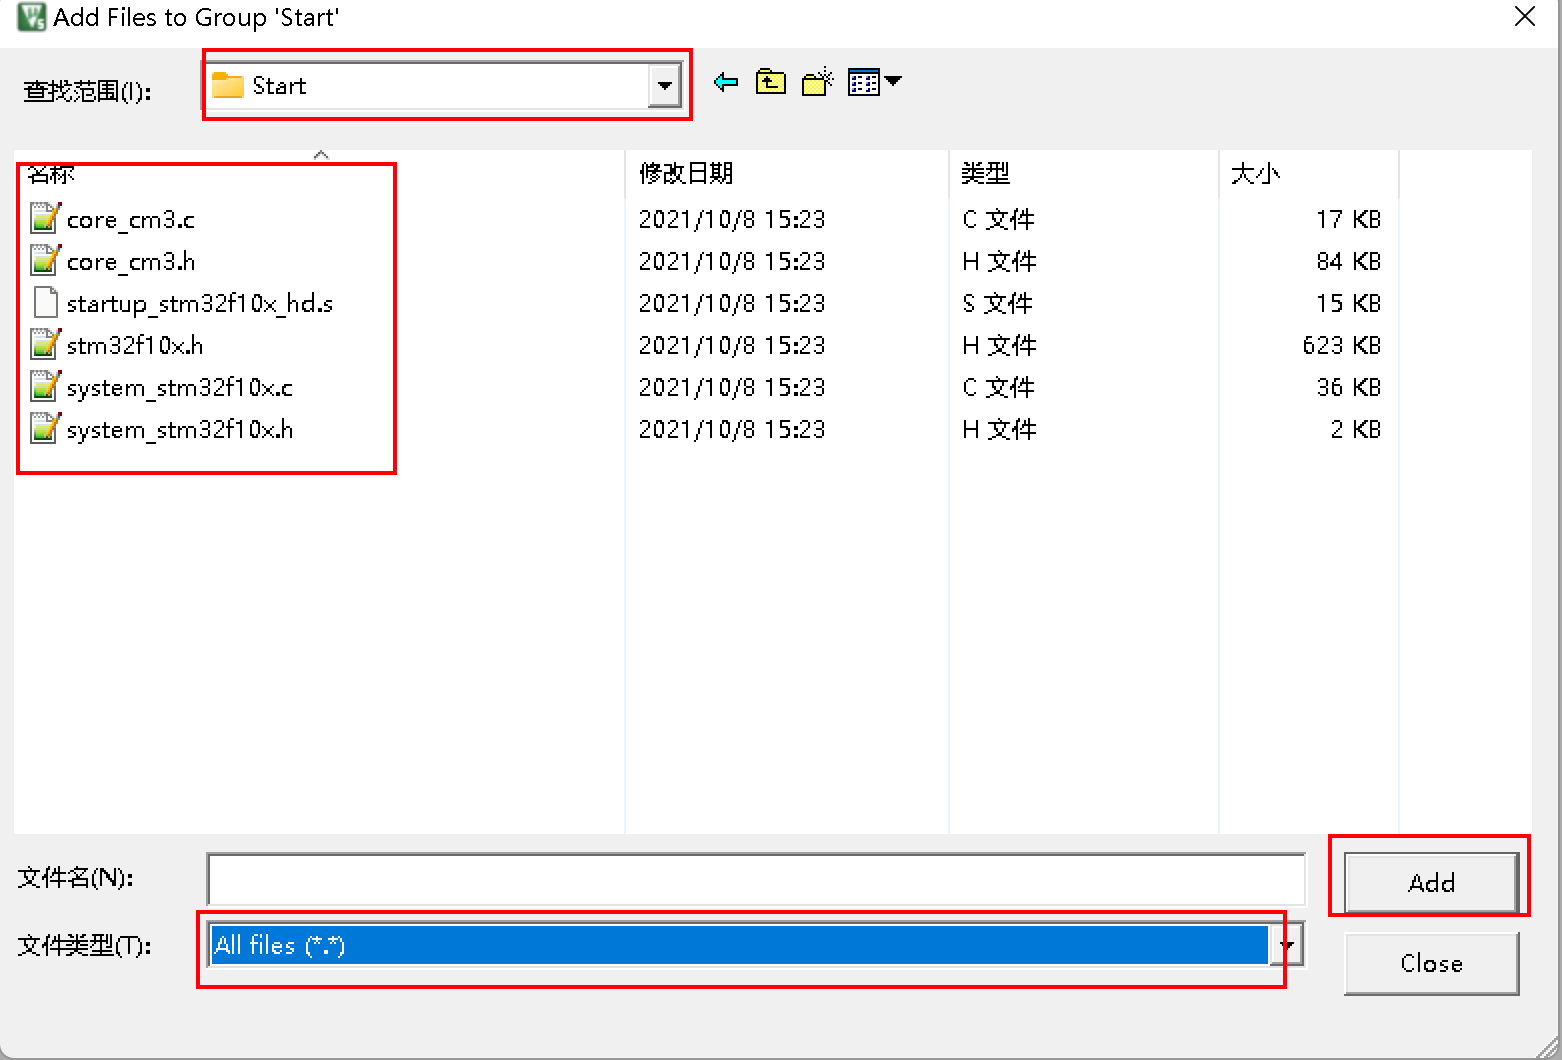 Add Files to Group 'Start'
查找范围(I): Start
名称 修改日期 类型 大小
core_cm3.c 2021/10/8 15:23 C 文件 17 KB
core_cm3.h 2021/10/8 15:23 H 文件 84 KB
startup_stm32f10x_hd.s 2021/10/8 15:23 S 文件 15 KB
stm32f10x.h 2021/10/8 15:23 H 文件 623 KB
system_stm32f10x.c 2021/10/8 15:23 C 文件 36 KB
system_stm32f10x.h 2021/10/8 15:23 H 文件 2 KB
文件名(N): Add
文件类型(T): All files (*.*)
Close